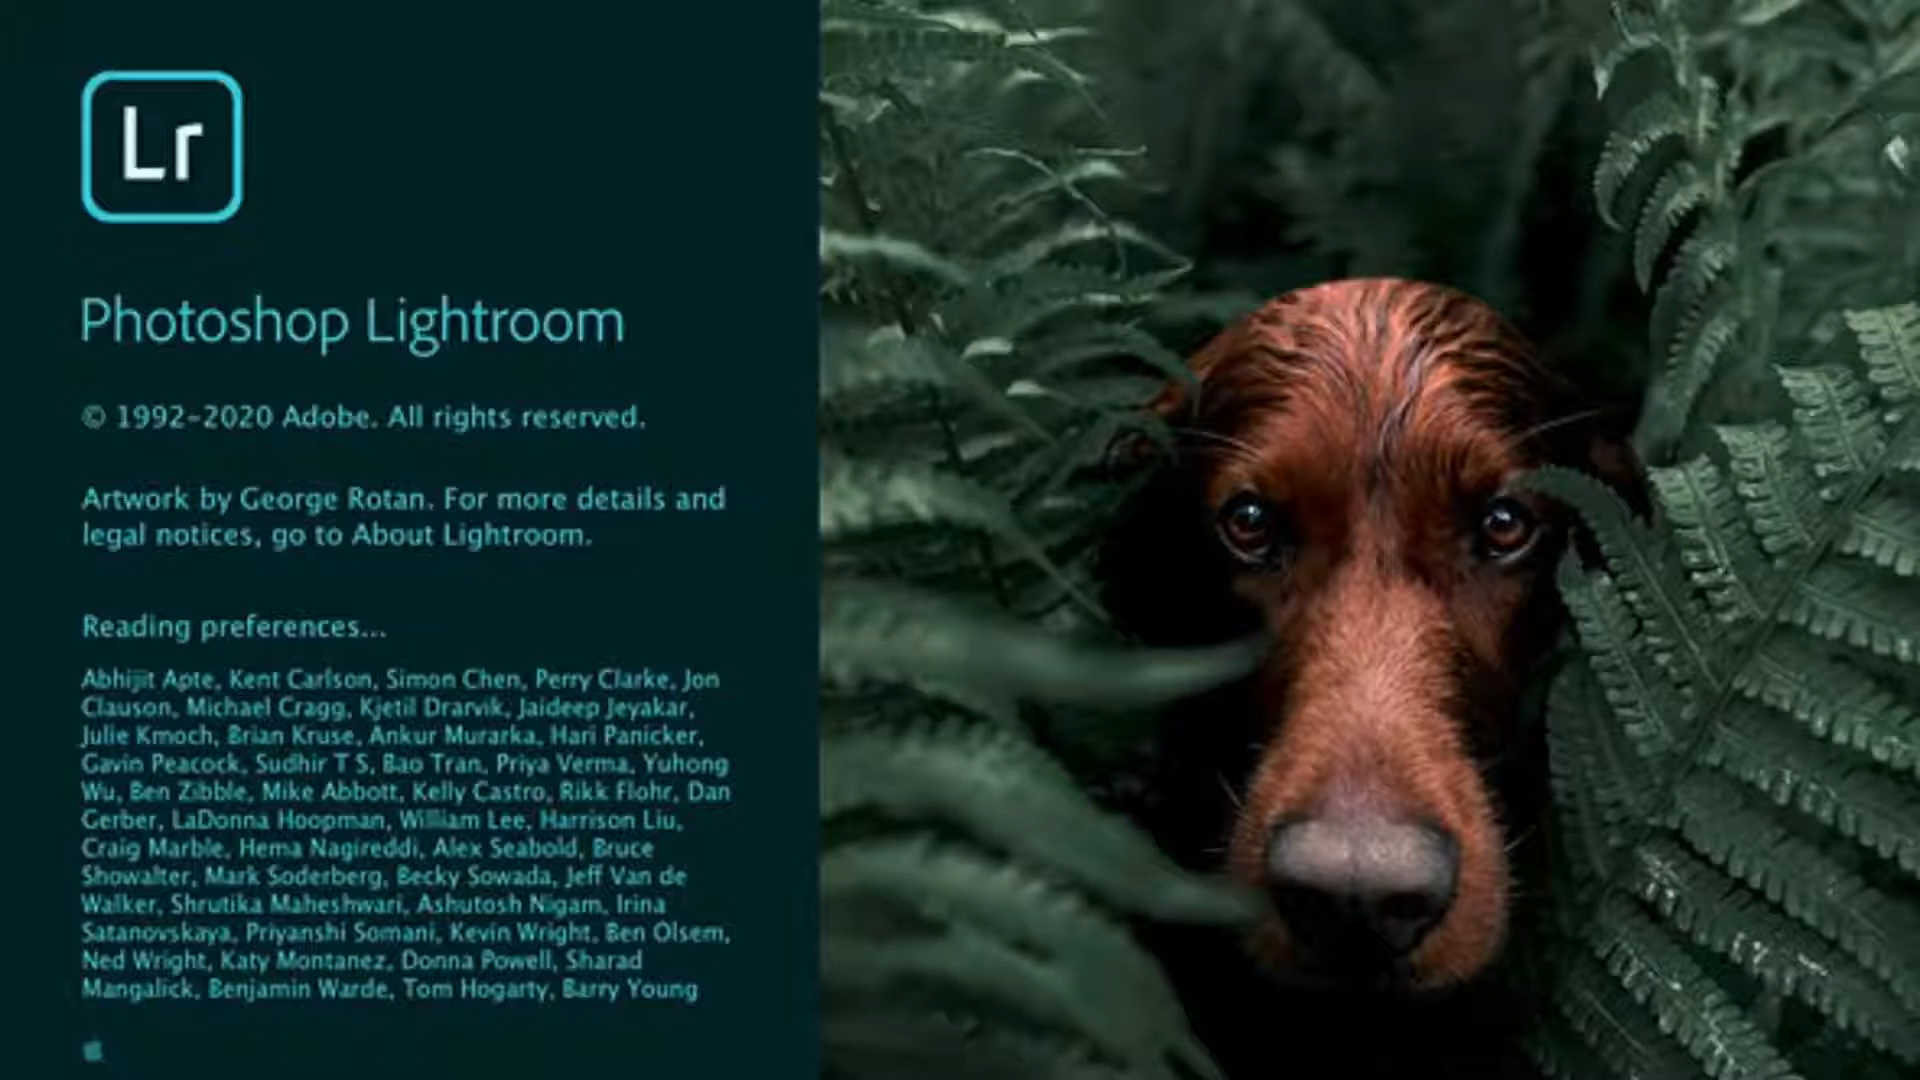 Lr
Photoshop Lightroom
© 1992-2020 Adobe. All rights reserved.
Artwork by George Rotan. For more details and
legal notices, go to About Lightroom.
Reading preferences...
Abhijit Apte, Kent Carlson, Simon Chen, Perry Clarke, Jon
Clauson, Michael Cragg, Kjetil Drarvik, Jaideep Jeyakar,
Julie Kmoch, Brian Kruse, Ankur Murarka, Hari Panicker,
Gavin Peacock, Sudhir T S, Bao Tran, Priya Verma, Yuhong
Wu, Ben Zibble, Mike Abbott, Kelly Castro, Rikk Flohr, Dan
Gerber, LaDonna Hoopman, William Lee, Harrison Liu,
Craig Marble, Hema Nagireddi, Alex Seabold, Bruce
Showalter, Mark Soderberg, Becky Sowada, Jeff Van de
Walker, Shrutika Maheshwari, Ashutosh Nigam, Irina
Satanovskaya, Priyanshi Somani, Kevin Wright, Ben Olsem,
Ned Wright, Katy Montanez, Donna Powell, Sharad
Mangalick, Benjamin Warde, Tom Hogarty, Barry Young